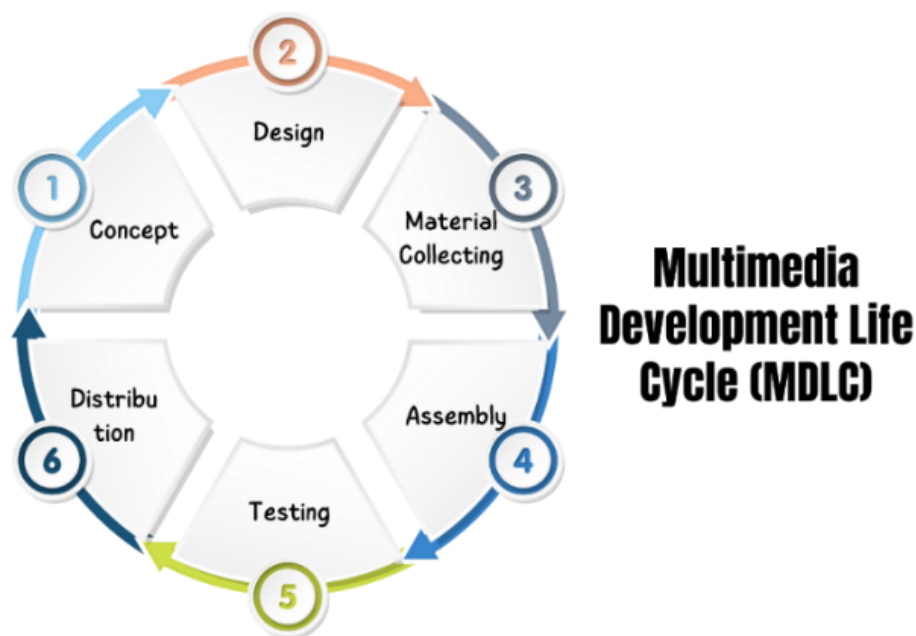 1
Concept
2
Design
3
Material
Collecting
4
Assembly
5
Testing
6
Distribu
tion
Multimedia
Development Life
Cycle (MDLC)